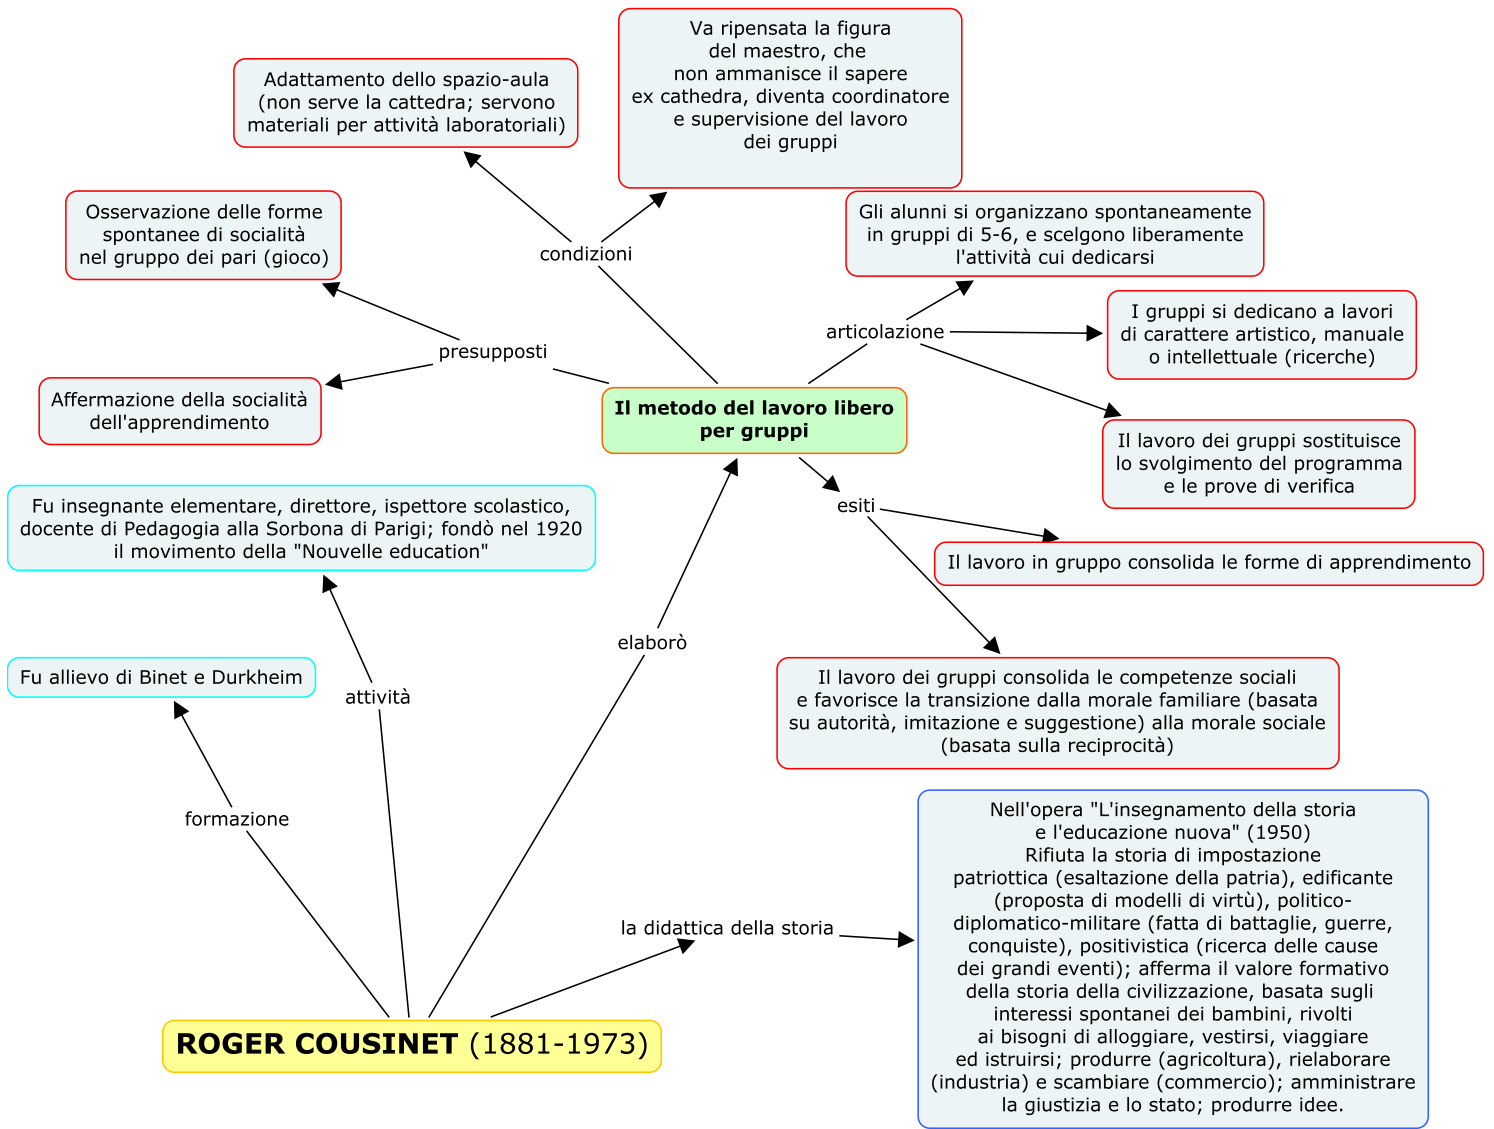 Va ripensata la figura
del maestro, che
non ammanisce il sapere
ex cathedra, diventa coordinatore
e supervisione del lavoro
dei gruppi
Adattamento dello spazio-aula
(non serve la cattedra; servono
materiali per attività laboratoriali)
Osservazione delle forme
spontanee di socialità
nel gruppo dei pari (gioco)
Gli alunni si organizzano spontaneamente
in gruppi di 5-6, e scelgono liberamente
l'attività cui dedicarsi
condizioni
I gruppi si dedicano a lavori
di carattere artistico, manuale
o intellettuale (ricerche)
articolazione
presupposti
Affermazione della socialità
dell'apprendimento
Il metodo del lavoro libero
per gruppi
Il lavoro dei gruppi sostituisce
lo svolgimento del programma
e le prove di verifica
Fu insegnante elementare, direttore, ispettore scolastico,
docente di Pedagogia alla Sorbona di Parigi; fondò nel 1920
il movimento della "Nouvelle education"
esiti
Il lavoro in gruppo consolida le forme di apprendimento
elaborò
Fu allievo di Binet e Durkheim
attività
Il lavoro dei gruppi consolida le competenze sociali
e favorisce la transizione dalla morale familiare (basata
su autorità, imitazione e suggestione) alla morale sociale
(basata sulla reciprocità)
formazione
la didattica della storia
Nell'opera "L'insegnamento della storia
e l'educazione nuova" (1950)
Rifiuta la storia di impostazione
patriottica (esaltazione della patria), edificante
(proposta di modelli di virtù), politico-
diplomatico-militare (fatta di battaglie, guerre,
conquiste), positivistica (ricerca delle cause
dei grandi eventi); afferma il valore formativo
della storia della civilizzazione, basata sugli
interessi spontanei dei bambini, rivolti
ai bisogni di alloggiare, vestirsi, viaggiare
ed istruirsi; produrre (agricoltura), rielaborare
(industria) e scambiare (commercio); amministrare
la giustizia e lo stato; produrre idee.
ROGER COUSINET (1881-1973)